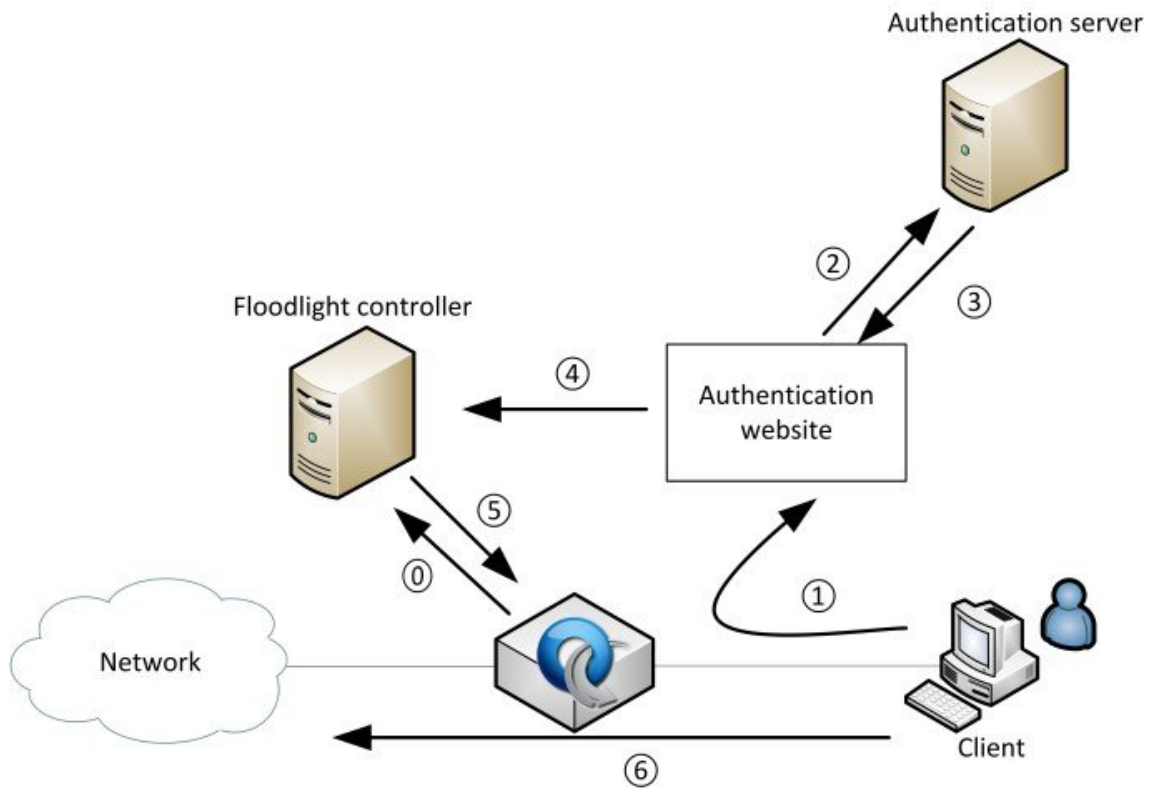 Authentication server
②
③
Floodlight controller
④
Authentication
website
⑤
⓪
①
Network
Client
⑥